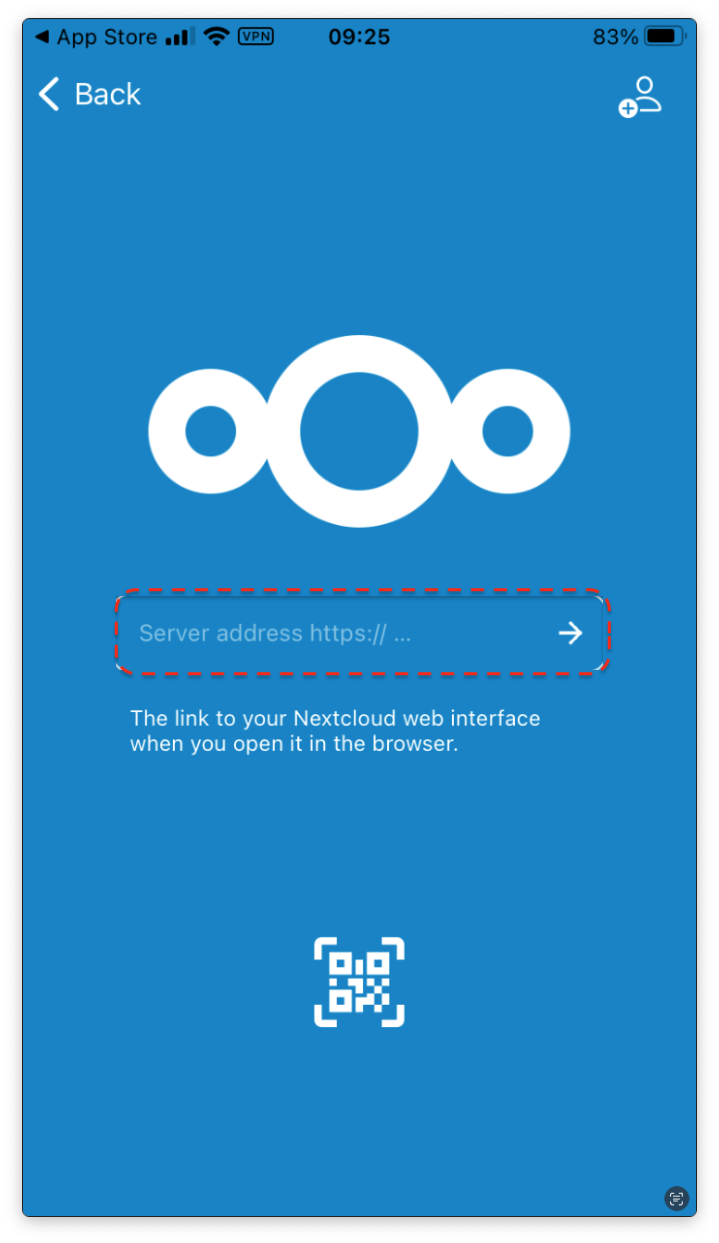 App Store VPN 09:25 83%
Back
Server address https:// ...
The link to your Nextcloud web interface
when you open it in the browser.